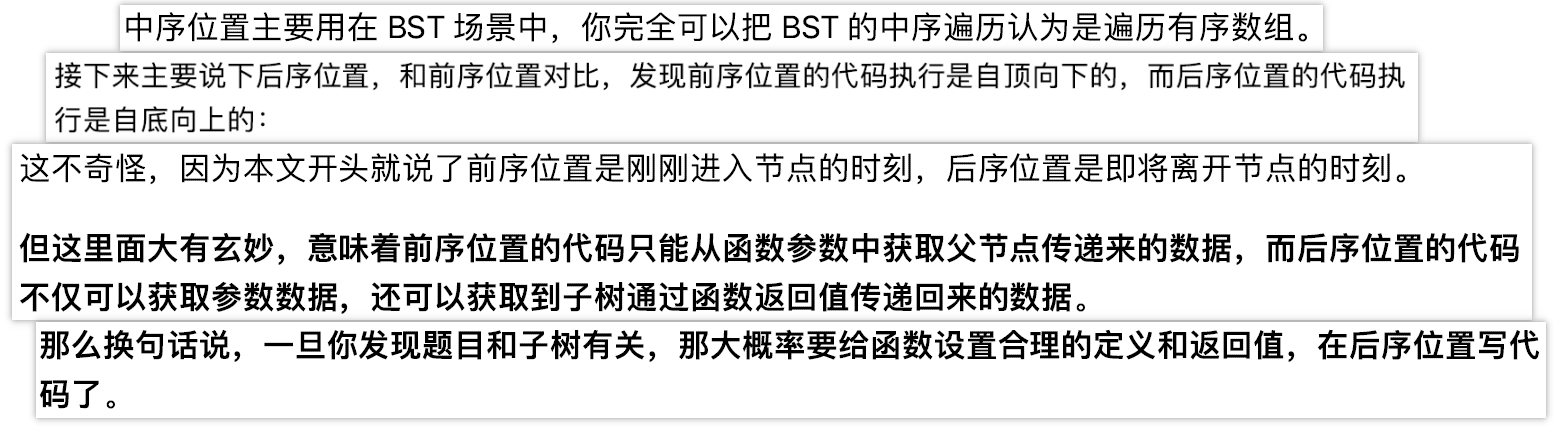 中序位置主要用在 BST 场景中，你完全可以把 BST 的中序遍历认为是遍历有序数组。
接下来主要说下后序位置，和前序位置对比，发现前序位置的代码执行是自顶向下的，而后序位置的代码执
行是自底向上的：
这不奇怪，因为本文开头就说了前序位置是刚刚进入节点的时刻，后序位置是即将离开节点的时刻。
但这里面大有玄妙，意味着前序位置的代码只能从函数参数中获取父节点传递来的数据，而后序位置的代码
不仅可以获取参数数据，还可以获取到子树通过函数返回值传递回来的数据。
那么换句话说，一旦你发现题目和子树有关，那大概率要给函数设置合理的定义和返回值，在后序位置写代
码了。